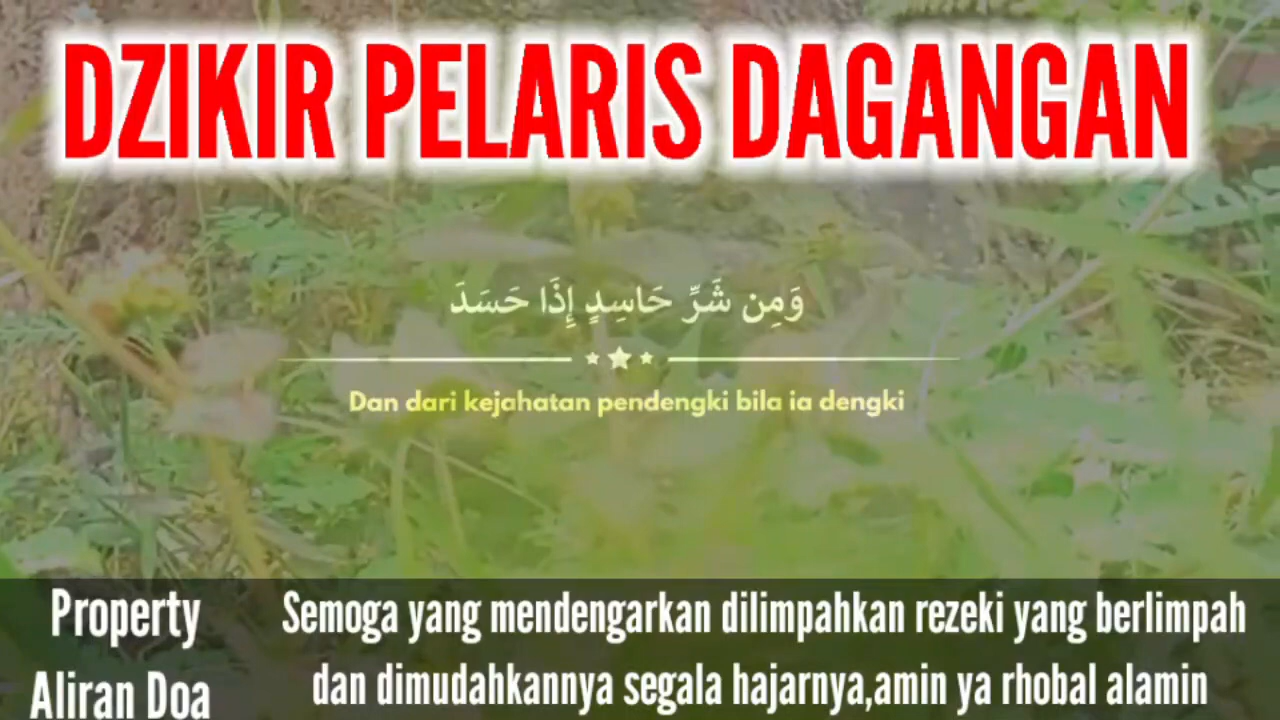 DZIKIR PELARIS DAGANGAN
وَمِن شَرِّ حَاسِدٍ إِذَا حَسَدَ
Dan dari kejahatan pendengki bila ia dengki
Property
Aliran Doa
Semoga yang mendengarkan dilimpahkan rezeki yang berlimpah
dan dimudahkannya segala hajarnya,amin ya rhobal alamin